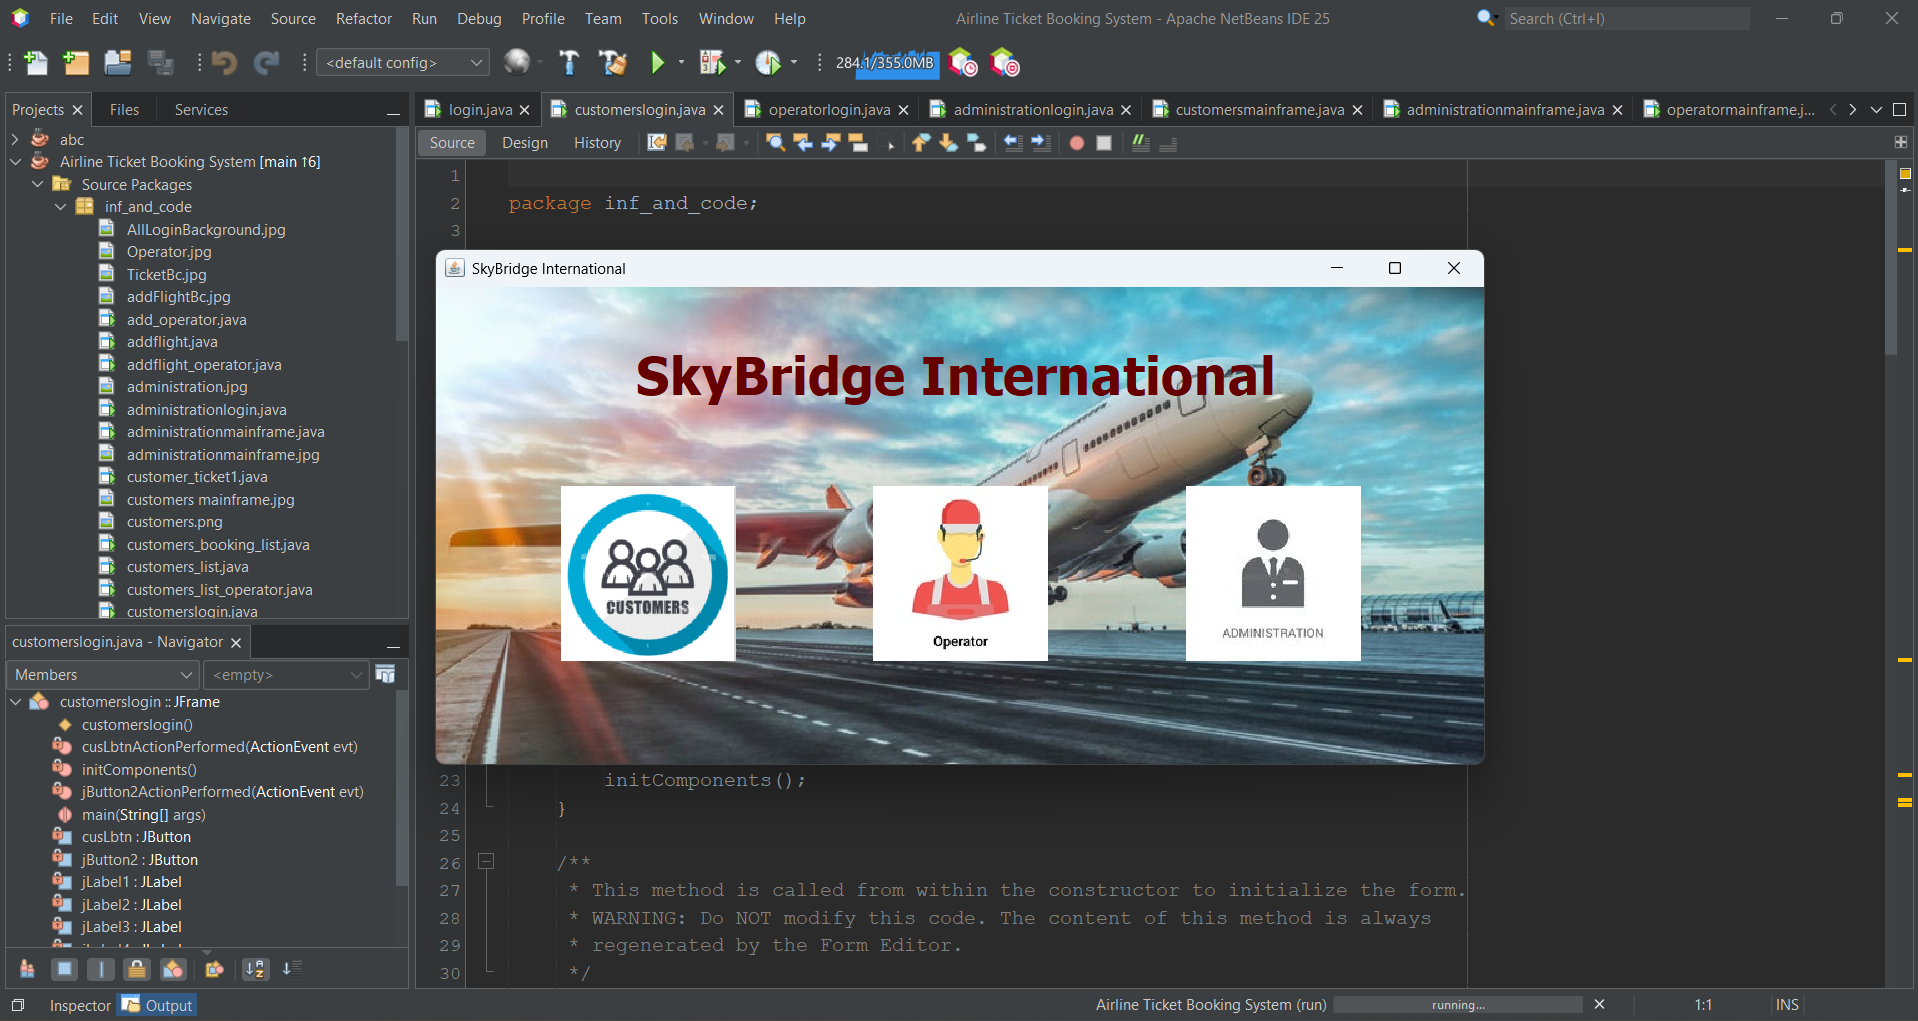 File Edit View Navigate Source Refactor Run Debug Profile Team Tools Window Help
Airline Ticket Booking System - Apache NetBeans IDE 25
Search (Ctrl+I)
<default config>
284.1/355.0MB
Projects Files Services
login.java customerslogin.java operatorlogin.java administrationlogin.java customersmainframe.java administrationmainframe.java operatormainframe.j...
Source Design History
abc
Airline Ticket Booking System [main ↑6]
Source Packages
inf_and_code
AllLoginBackground.jpg
Operator.jpg
TicketBc.jpg
addFlightBc.jpg
add_operator.java
addflight.java
addflight_operator.java
administration.jpg
administrationlogin.java
administrationmainframe.java
administrationmainframe.jpg
customer_ticket1.java
customers mainframe.jpg
customers.png
customers_booking_list.java
customers_list.java
customers_list_operator.java
customerslogin.java
1
2 package inf_and_code;
3
SkyBridge International
SkyBridge International
CUSTOMERS
Operator
ADMINISTRATION
23 initComponents();
24 }
25
26 /**
27 * This method is called from within the constructor to initialize the form.
28 * WARNING: Do NOT modify this code. The content of this method is always
29 * regenerated by the Form Editor.
30 */
customerslogin.java - Navigator
Members <empty>
customerslogin :: JFrame
customerslogin()
cusLbtnActionPerformed(ActionEvent evt)
initComponents()
jButton2ActionPerformed(ActionEvent evt)
main(String[] args)
cusLbtn : JButton
jButton2 : JButton
jLabel1 : JLabel
jLabel2 : JLabel
jLabel3 : JLabel
Inspector Output
Airline Ticket Booking System (run) running... 1:1 INS